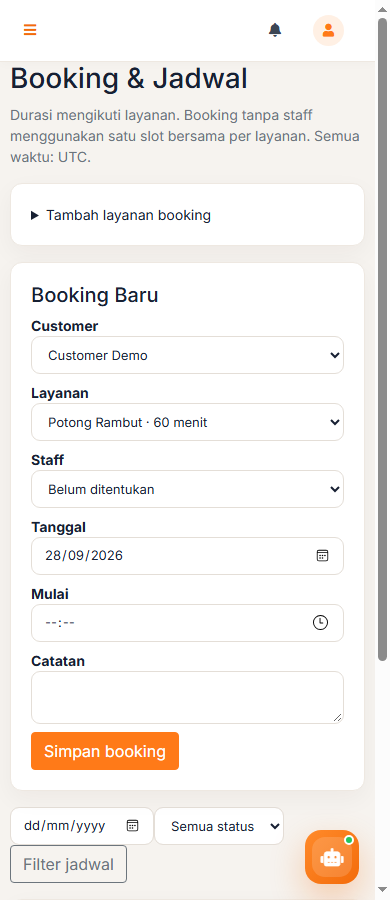 Booking & Jadwal
Durasi mengikuti layanan. Booking tanpa staff
menggunakan satu slot bersama per layanan. Semua
waktu: UTC.
Tambah layanan booking
Booking Baru
Customer
Customer Demo
Layanan
Potong Rambut · 60 menit
Staff
Belum ditentukan
Tanggal
28/09/2026
Mulai
--:--
Catatan
Simpan booking
dd/mm/yyyy
Semua status
Filter jadwal